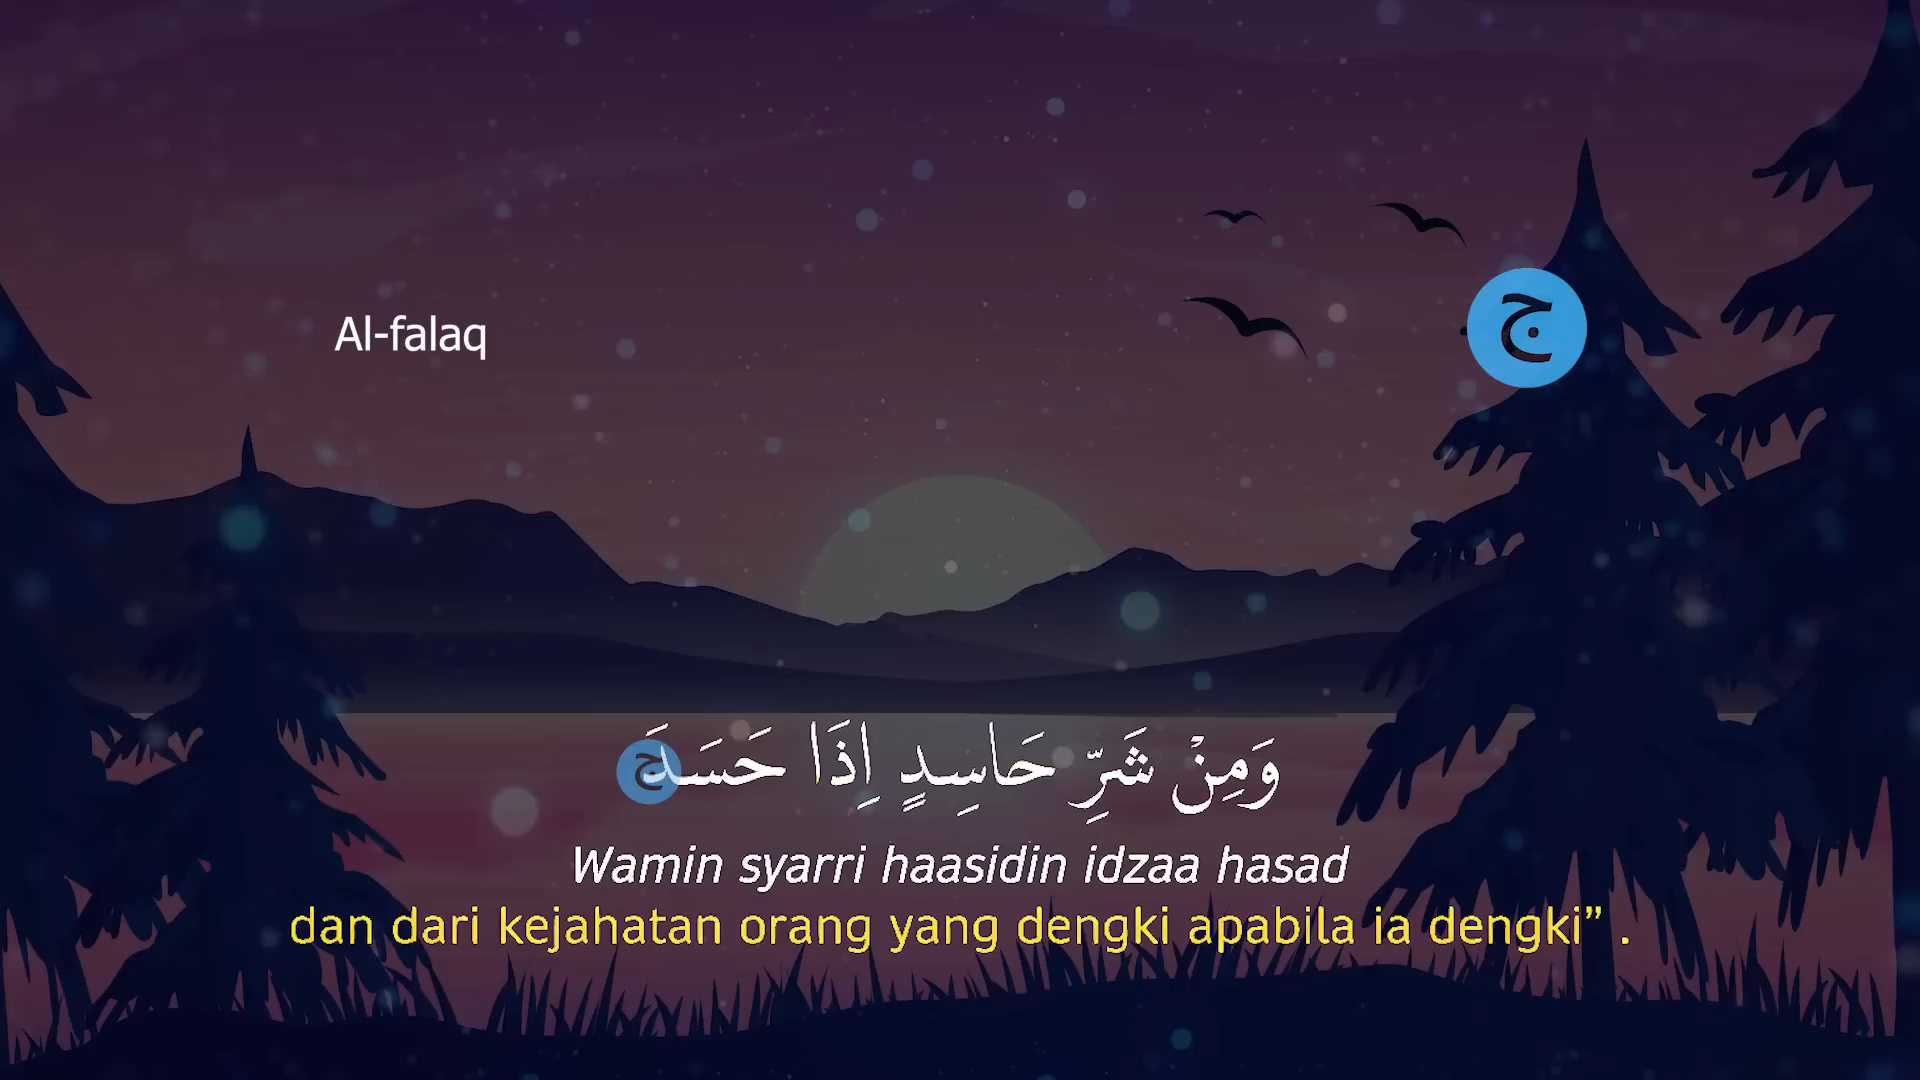 Al-falaq
ج
وَمِنْ شَرِّ حَاسِدٍ اِذَا حَسَدَ ج
Wamin syarri haasidin idzaa hasad
dan dari kejahatan orang yang dengki apabila ia dengki” .